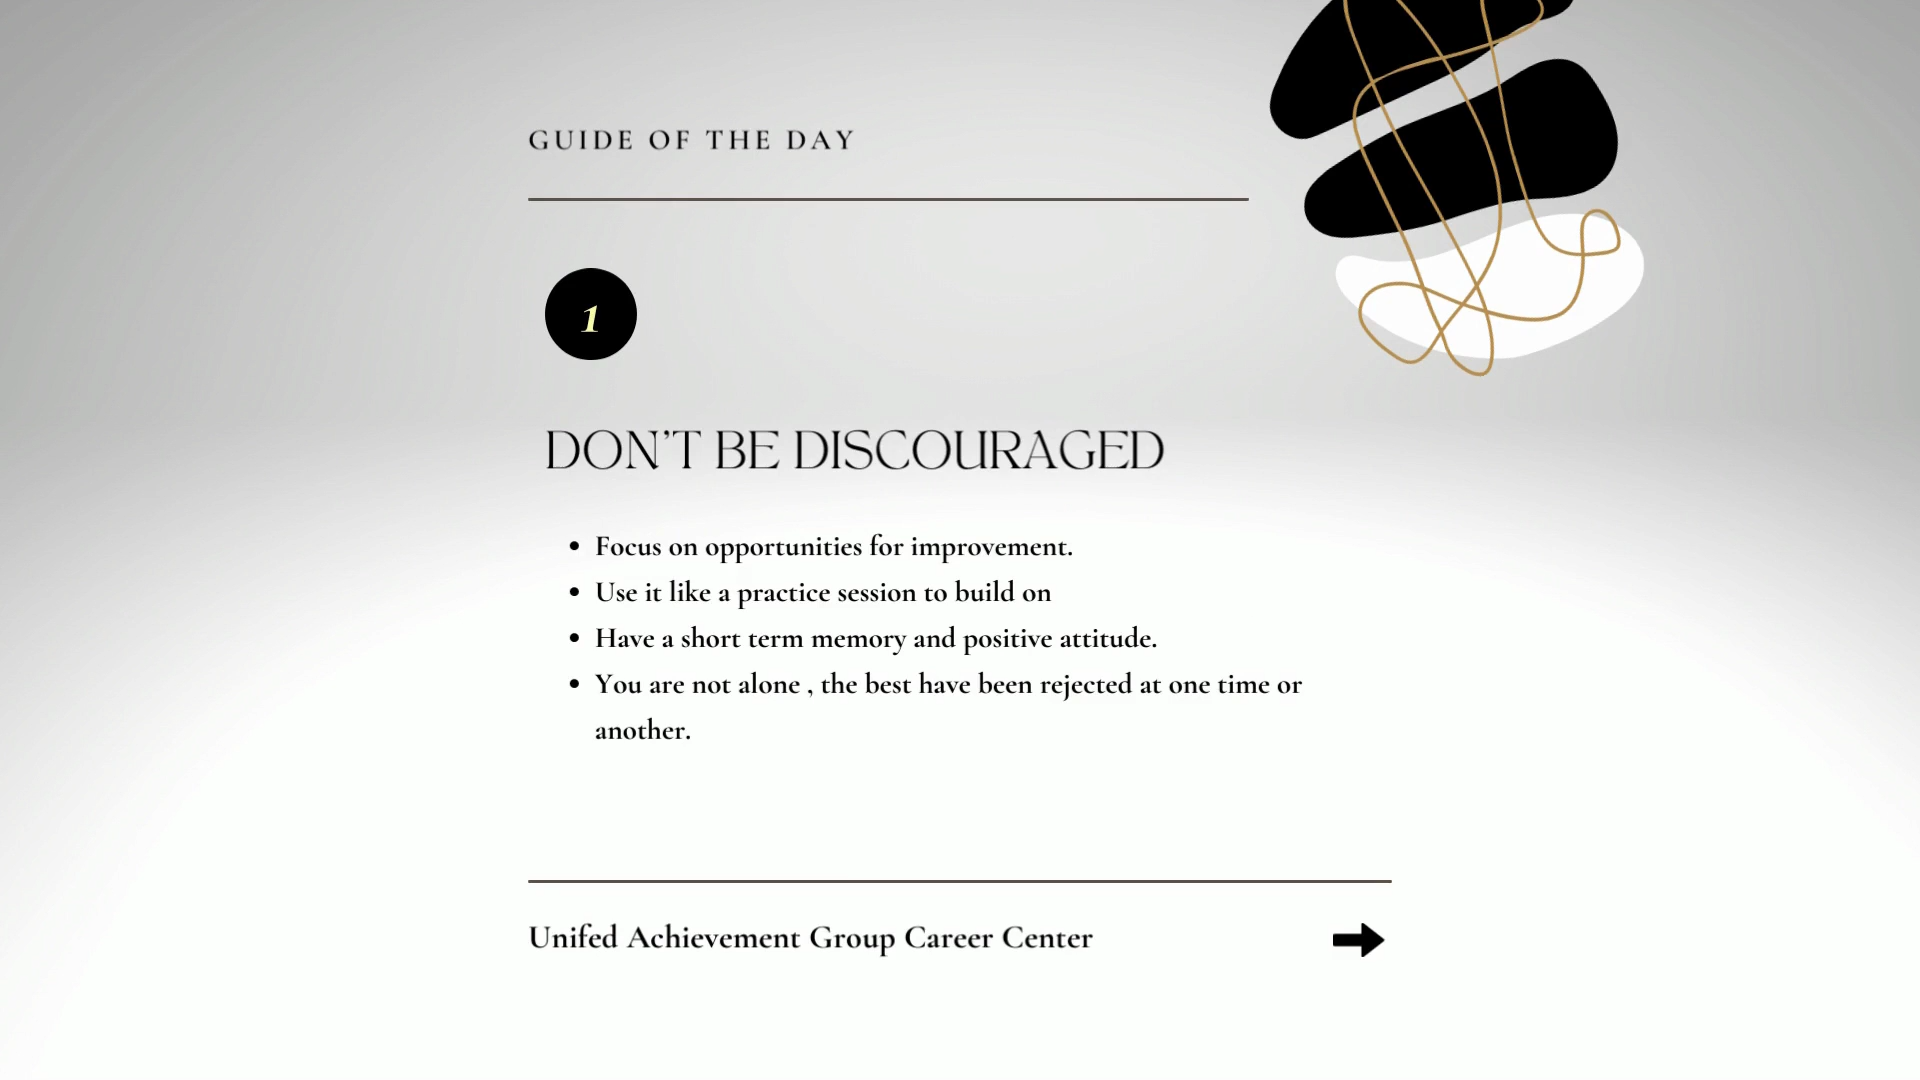 GUIDE OF THE DAY
1
DON'T BE DISCOURAGED
• Focus on opportunities for improvement.
• Use it like a practice session to build on
• Have a short term memory and positive attitude.
• You are not alone , the best have been rejected at one time or
another.
Unifed Achievement Group Career Center